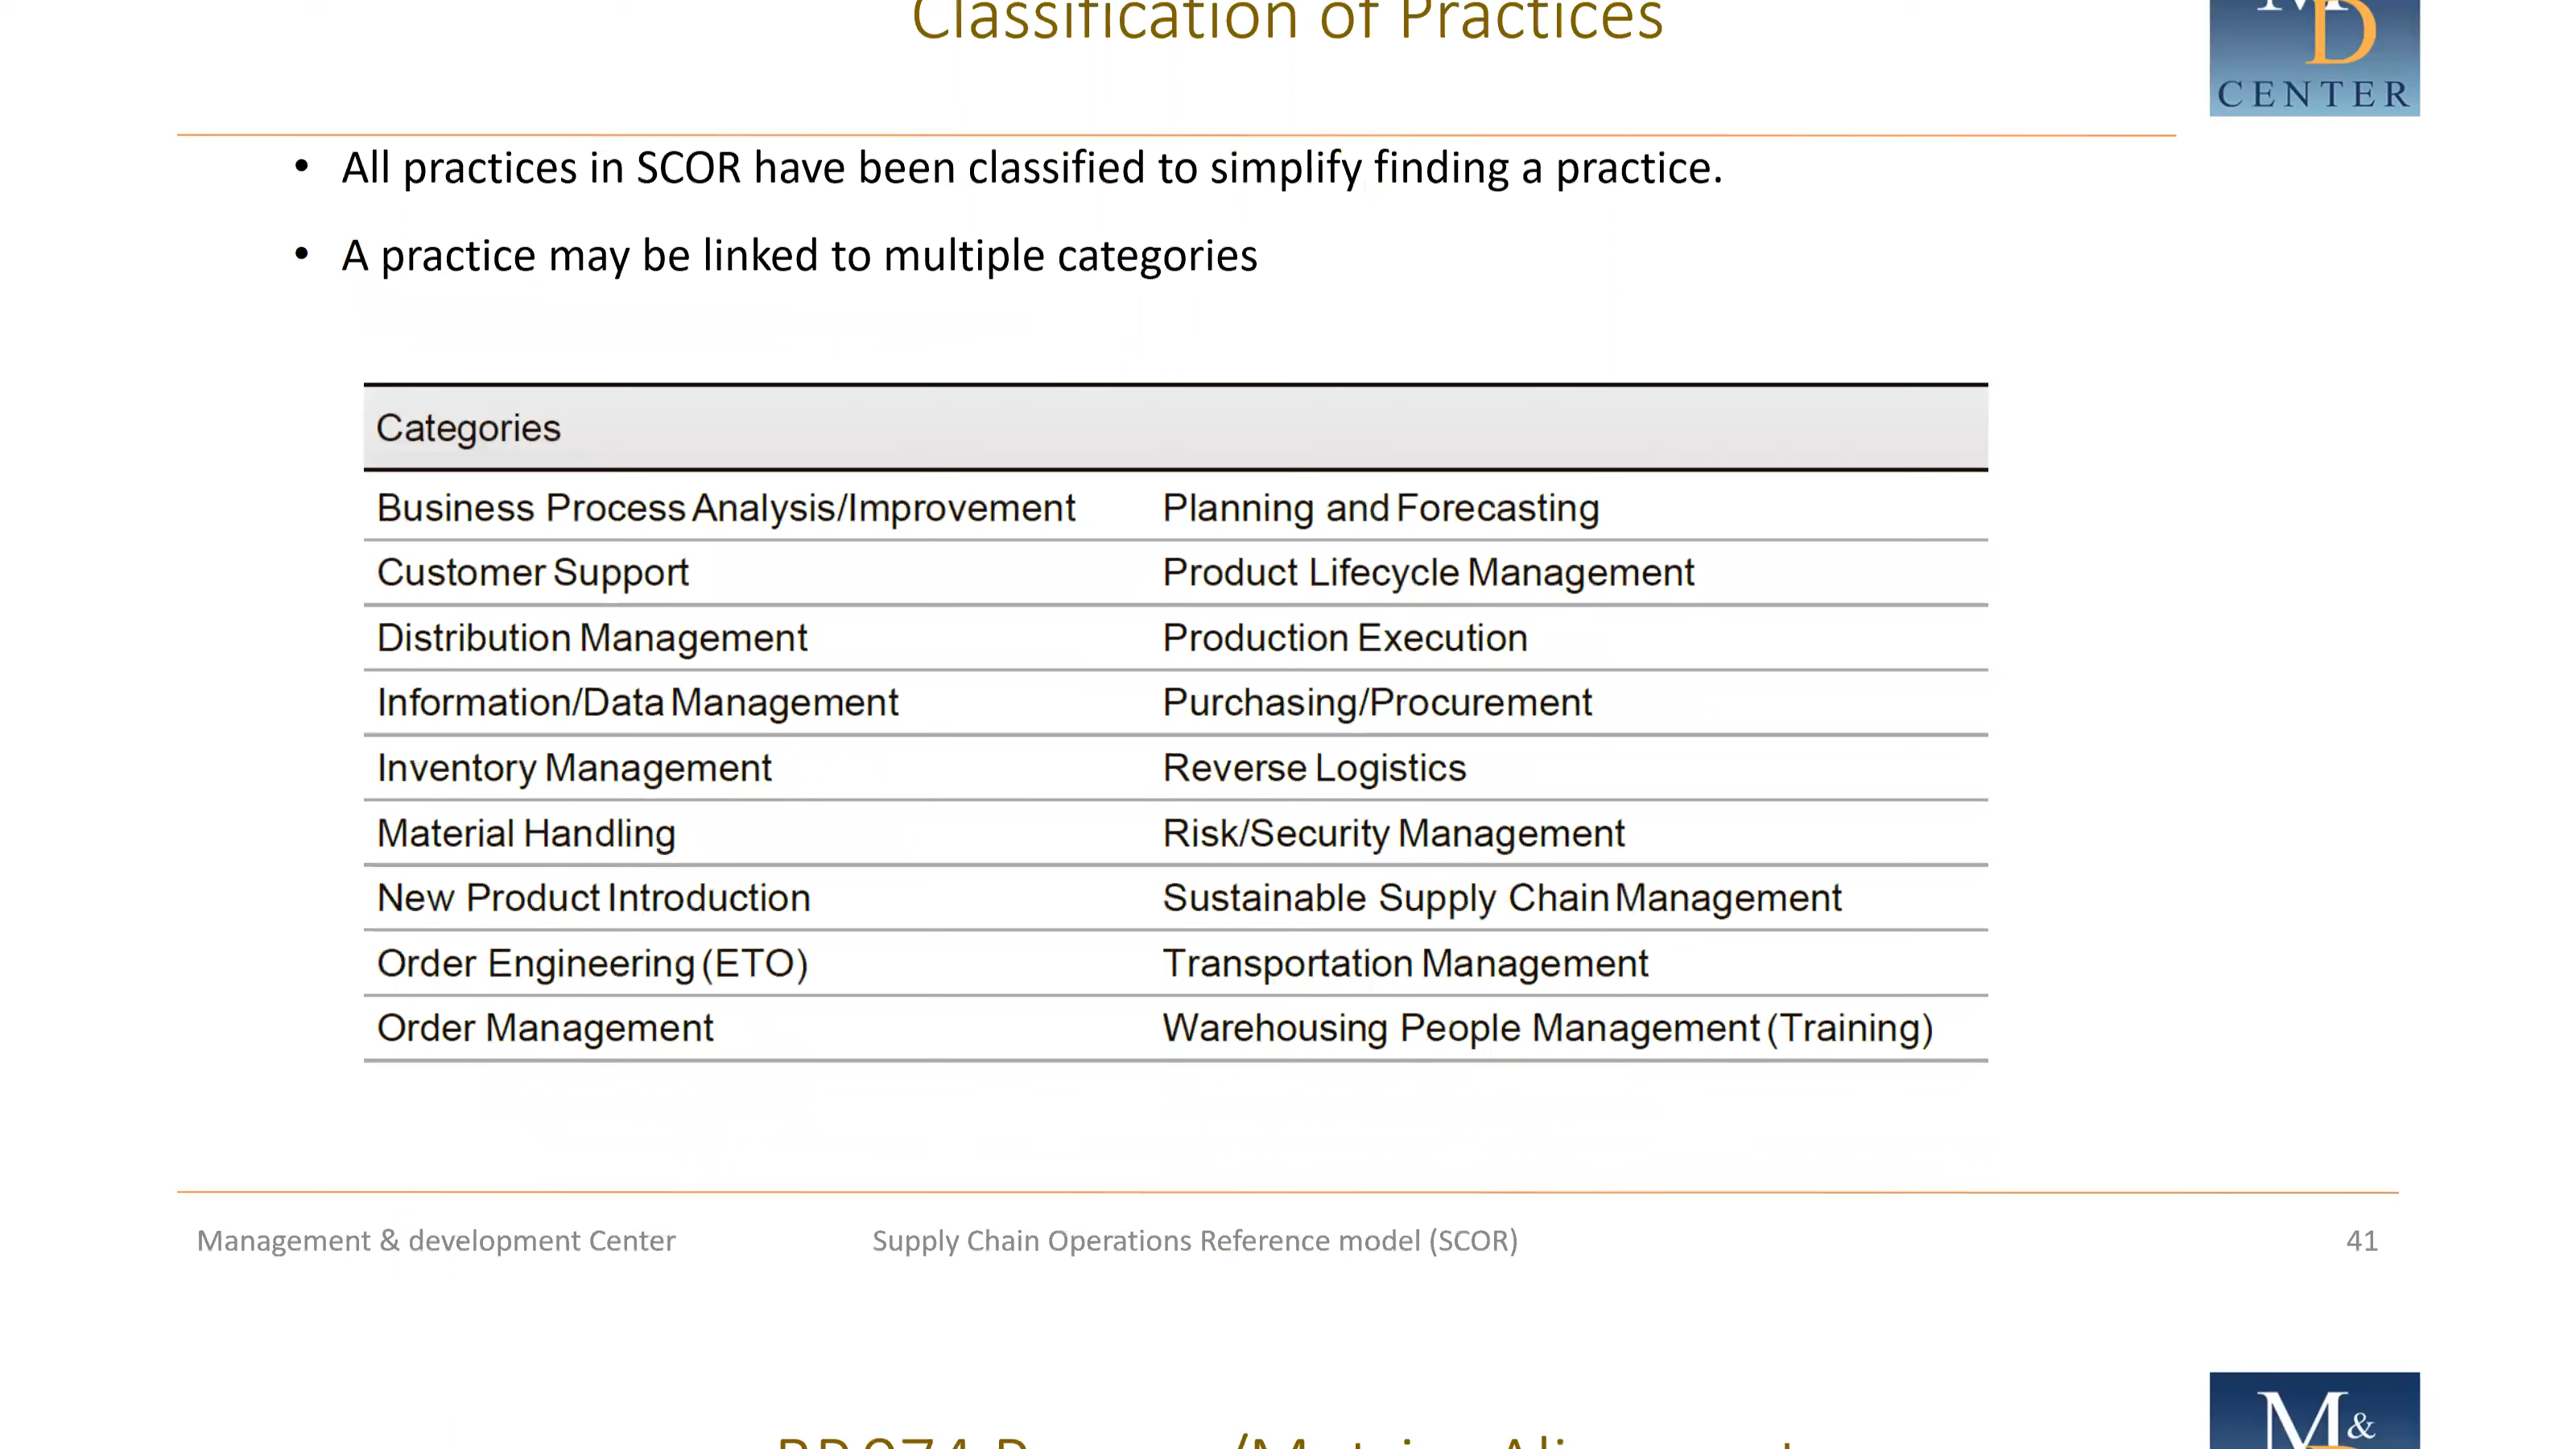 Classification of Practices
M
D
CENTER
• All practices in SCOR have been classified to simplify finding a practice.
• A practice may be linked to multiple categories
Categories
Business Process Analysis/Improvement Planning and Forecasting
Customer Support Product Lifecycle Management
Distribution Management Production Execution
Information/Data Management Purchasing/Procurement
Inventory Management Reverse Logistics
Material Handling Risk/Security Management
New Product Introduction Sustainable Supply Chain Management
Order Engineering (ETO) Transportation Management
Order Management Warehousing People Management (Training)
Management & development Center Supply Chain Operations Reference model (SCOR) 41
M&